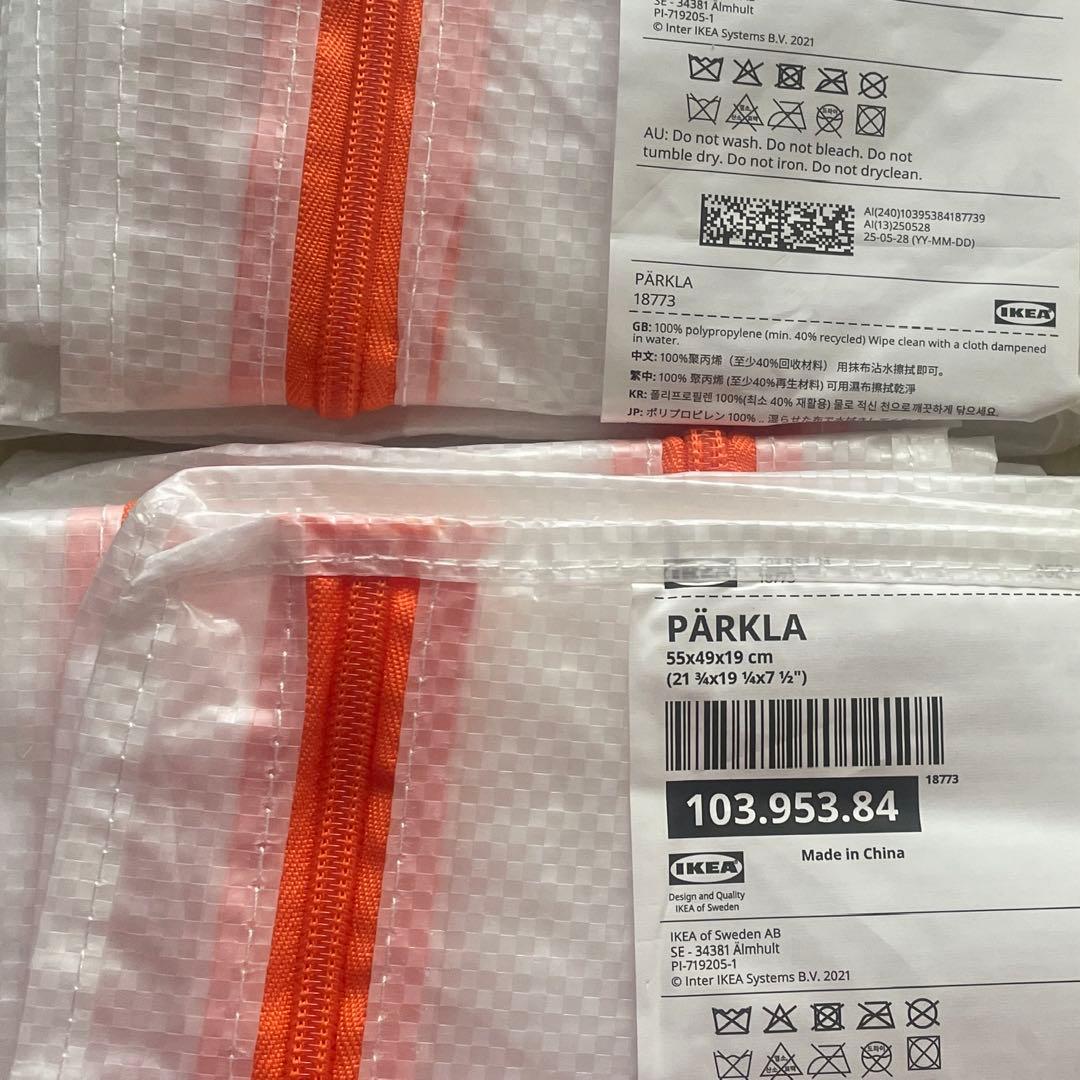 SE - 34381 Älmhult
PI-719205-1
© Inter IKEA Systems B.V. 2021
AU: Do not wash. Do not bleach. Do not
tumble dry. Do not iron. Do not dryclean.
AI(240)10395384187739
AI(13)250528
25-05-28 (YY-MM-DD)
PÄRKLA
18773
IKEA
GB: 100% polypropylene (min. 40% recycled) Wipe clean with a cloth dampened
in water.
中文: 100%聚丙烯（至少40%回收材料） 用抹布沾水擦拭即可。
繁中: 100% 聚丙烯 (至少40%再生材料) 可用濕布擦拭乾淨
KR: 폴리프로필렌 100%(최소 40% 재활용) 물로 적신 천으로깨끗하게 닦으세요.
JP: ポリプロピレン 100%
IKEA
18773
PÄRKLA
55x49x19 cm
(21 ¾x19 ¼x7 ½")
18773
103.953.84
IKEA
Made in China
Design and Quality
IKEA of Sweden
IKEA of Sweden AB
SE - 34381 Älmhult
PI-719205-1
© Inter IKEA Systems B.V. 2021